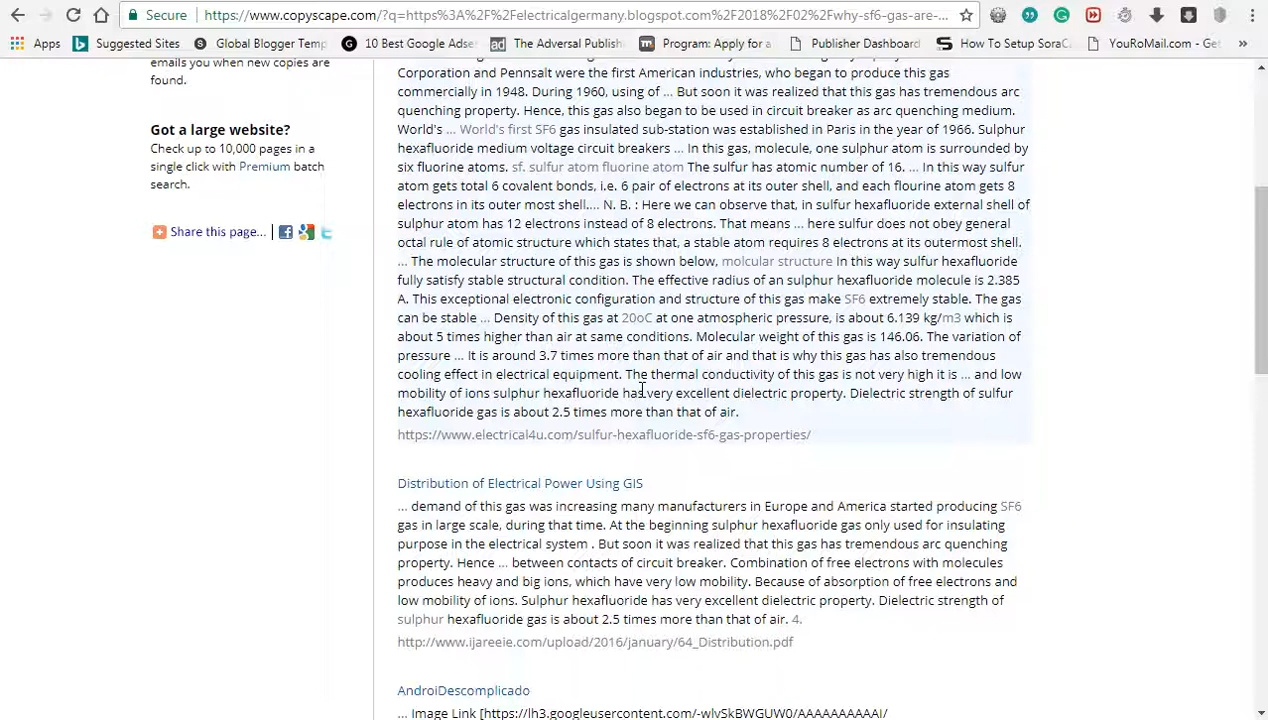 Secure
https://www.copyscape.com/?q=https%3A%2F%2Felectricalgermany.blogspot.com%2F2018%2F02%2Fwhy-sf6-gas-are-...
Apps
Suggested Sites
Global Blogger Temp
10 Best Google Adse
The Adversal Publish
Program: Apply for a
Publisher Dashboard
How To Setup SoraC
YouRoMail.com - Get
»
emails you when new copies are
found.
Got a large website?
Check up to 10,000 pages in a
single click with Premium batch
search.
Share this page...
Corporation and Pennsalt were the first American industries, who began to produce this gas
commercially in 1948. During 1960, using of ... But soon it was realized that this gas has tremendous arc
quenching property. Hence, this gas also began to be used in circuit breaker as arc quenching medium.
World's ... World's first SF6 gas insulated sub-station was established in Paris in the year of 1966. Sulphur
hexafluoride medium voltage circuit breakers ... In this gas, molecule, one sulphur atom is surrounded by
six fluorine atoms. sf. sulfur atom fluorine atom The sulfur has atomic number of 16. ... In this way sulfur
atom gets total 6 covalent bonds, i.e. 6 pair of electrons at its outer shell, and each flourine atom gets 8
electrons in its outer most shell.... N. B. : Here we can observe that, in sulfur hexafluoride external shell of
sulphur atom has 12 electrons instead of 8 electrons. That means ... here sulfur does not obey general
octal rule of atomic structure which states that, a stable atom requires 8 electrons at its outermost shell.
... The molecular structure of this gas is shown below, molcular structure In this way sulfur hexafluoride
fully satisfy stable structural condition. The effective radius of an sulphur hexafluoride molecule is 2.385
A. This exceptional electronic configuration and structure of this gas make SF6 extremely stable. The gas
can be stable ... Density of this gas at 20oC at one atmospheric pressure, is about 6.139 kg/m3 which is
about 5 times higher than air at same conditions. Molecular weight of this gas is 146.06. The variation of
pressure ... It is around 3.7 times more than that of air and that is why this gas has also tremendous
cooling effect in electrical equipment. The thermal conductivity of this gas is not very high it is ... and low
mobility of ions sulphur hexafluoride has very excellent dielectric property. Dielectric strength of sulfur
hexafluoride gas is about 2.5 times more than that of air.
https://www.electrical4u.com/sulfur-hexafluoride-sf6-gas-properties/
Distribution of Electrical Power Using GIS
... demand of this gas was increasing many manufacturers in Europe and America started producing SF6
gas in large scale, during that time. At the beginning sulphur hexafluoride gas only used for insulating
purpose in the electrical system . But soon it was realized that this gas has tremendous arc quenching
property. Hence ... between contacts of circuit breaker. Combination of free electrons with molecules
produces heavy and big ions, which have very low mobility. Because of absorption of free electrons and
low mobility of ions. Sulphur hexafluoride has very excellent dielectric property. Dielectric strength of
sulphur hexafluoride gas is about 2.5 times more than that of air. 4.
http://www.ijareeie.com/upload/2016/january/64_Distribution.pdf
AndroiDescomplicado
... Image Link [https://lh3.googleusercontent.com/-wlvSkBWGUW0/AAAAAAAAAAI/